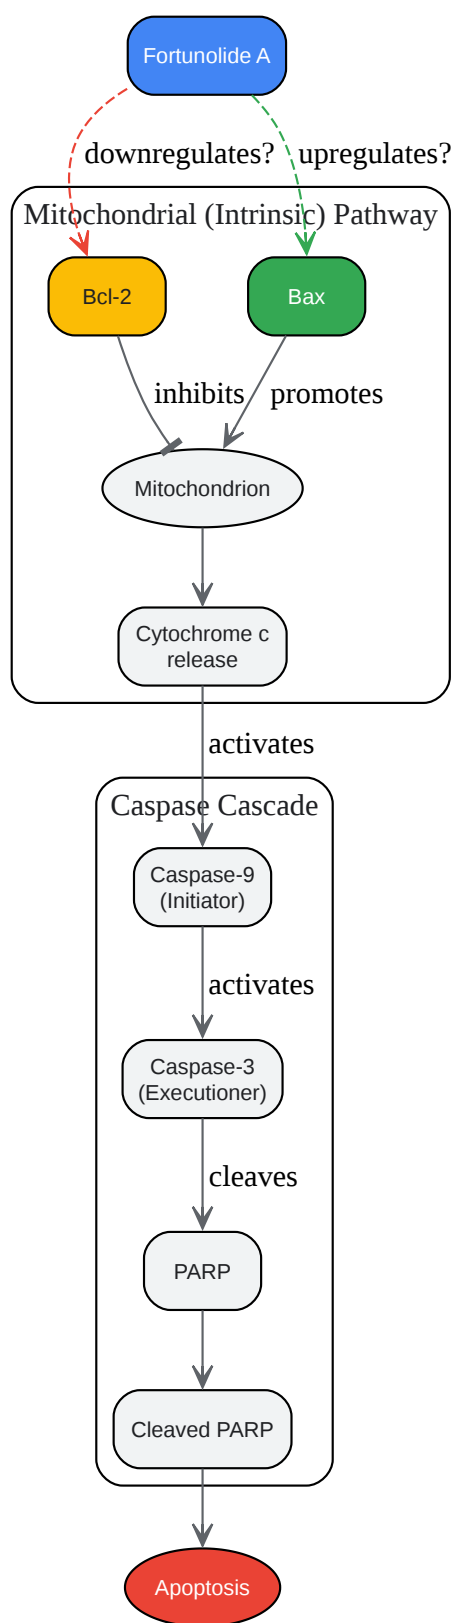 Fortunolide A
downregulates?
upregulates?
Mitochondrial (Intrinsic) Pathway
Bcl-2
Bax
inhibits
promotes
Mitochondrion
Cytochrome c
release
activates
Caspase Cascade
Caspase-9
(Initiator)
activates
Caspase-3
(Executioner)
cleaves
PARP
Cleaved PARP
Apoptosis